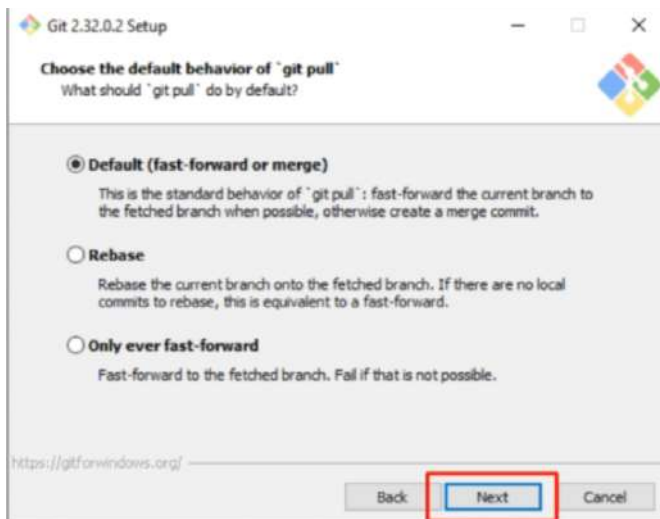 Git 2.32.0.2 Setup
Choose the default behavior of `git pull`
What should `git pull` do by default?
Default (fast-forward or merge)
This is the standard behavior of `git pull`: fast-forward the current branch to
the fetched branch when possible, otherwise create a merge commit.
Rebase
Rebase the current branch onto the fetched branch. If there are no local
commits to rebase, this is equivalent to a fast-forward.
Only ever fast-forward
Fast-forward to the fetched branch. Fail if that is not possible.
https://gitforwindows.org/
Back Next Cancel